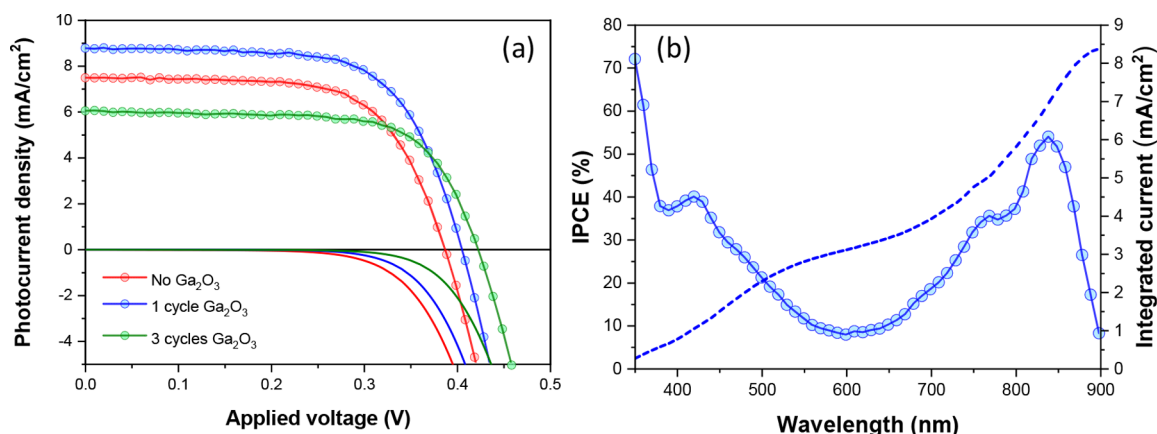 (a)
Photocurrent density (mA/cm²)
10
8
6
4
2
0
-2
-4
No Ga₂O₃
1 cycle Ga₂O₃
3 cycles Ga₂O₃
0.0 0.1 0.2 0.3 0.4 0.5
Applied voltage (V)
(b)
IPCE (%)
80
70
60
50
40
30
20
10
0
400 500 600 700 800 900
Wavelength (nm)
9
8
7
6
5
4
3
2
1
0
Integrated current (mA/cm²)